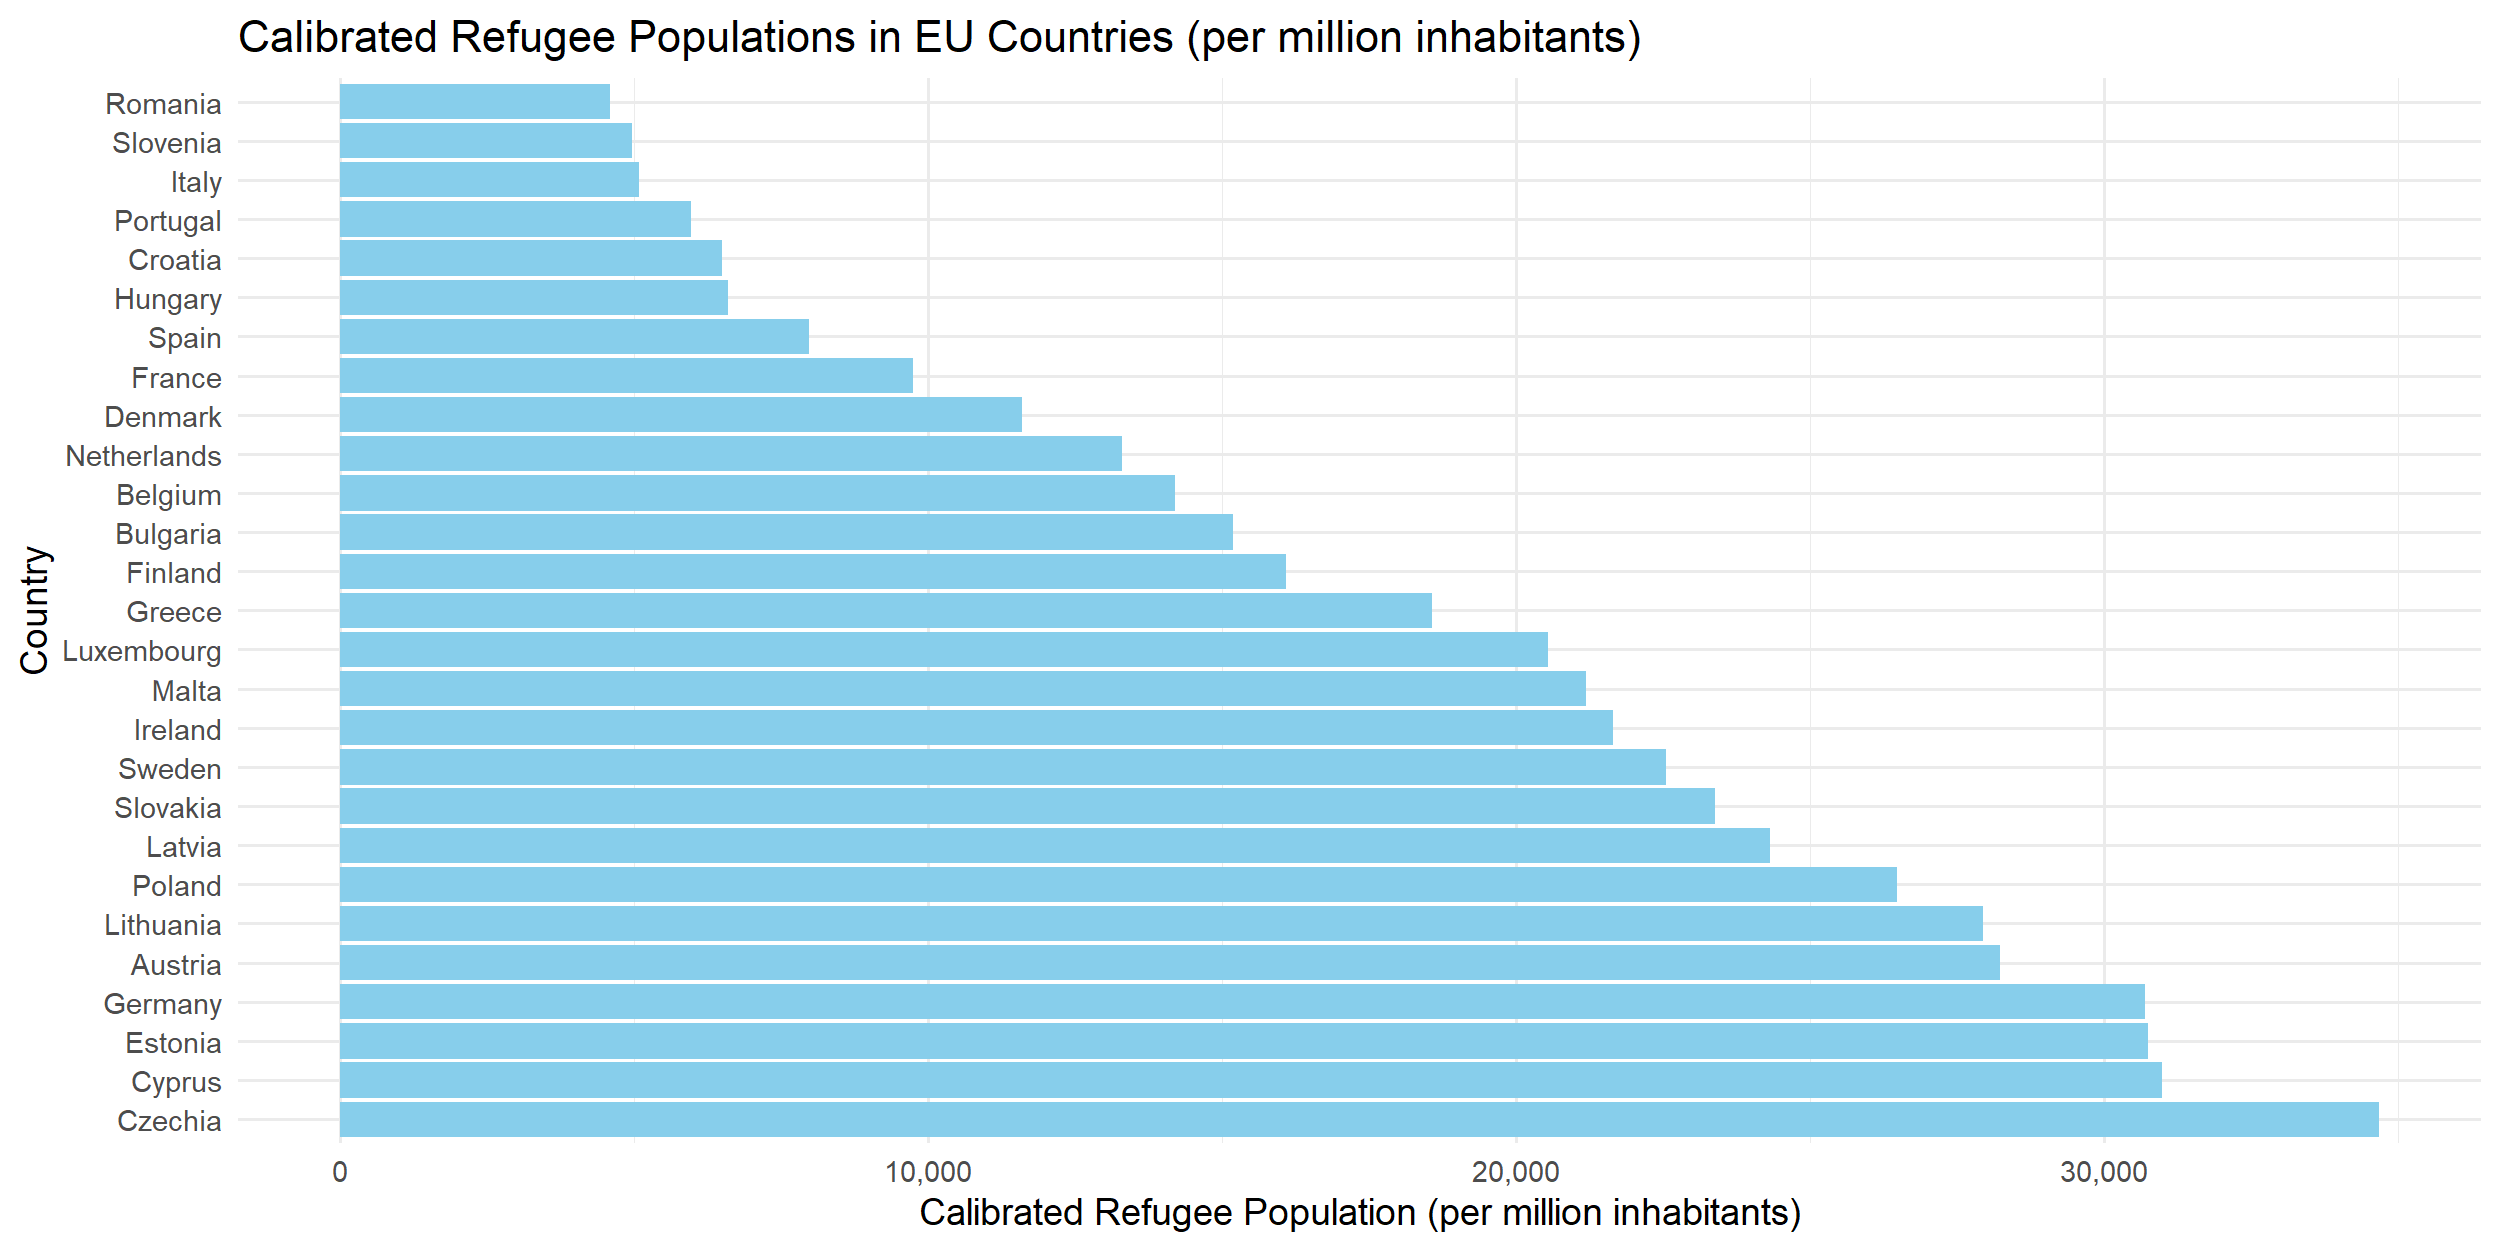 Calibrated Refugee Populations in EU Countries (per million inhabitants)
Romania
Slovenia
Italy
Portugal
Croatia
Hungary
Spain
France
Denmark
Netherlands
Belgium
Bulgaria
Finland
Greece
Luxembourg
Malta
Ireland
Sweden
Slovakia
Latvia
Poland
Lithuania
Austria
Germany
Estonia
Cyprus
Czechia
Country
0 10,000 20,000 30,000
Calibrated Refugee Population (per million inhabitants)